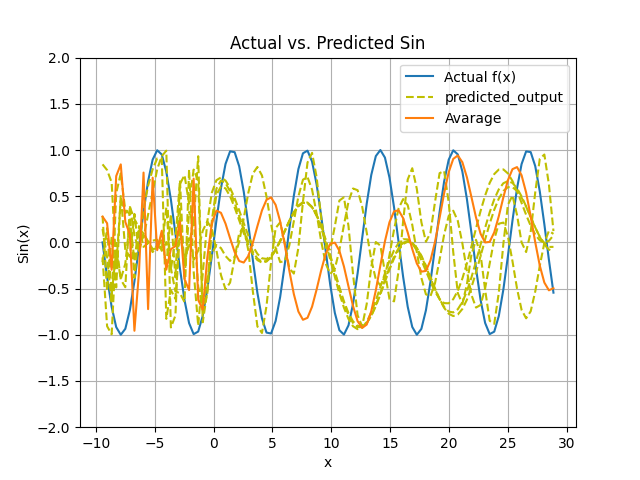 Actual vs. Predicted Sin
2.0
1.5
1.0
0.5
0.0
−0.5
−1.0
−1.5
−2.0
Sin(x)
Actual f(x)
predicted_output
Avarage
−10 −5 0 5 10 15 20 25 30
x